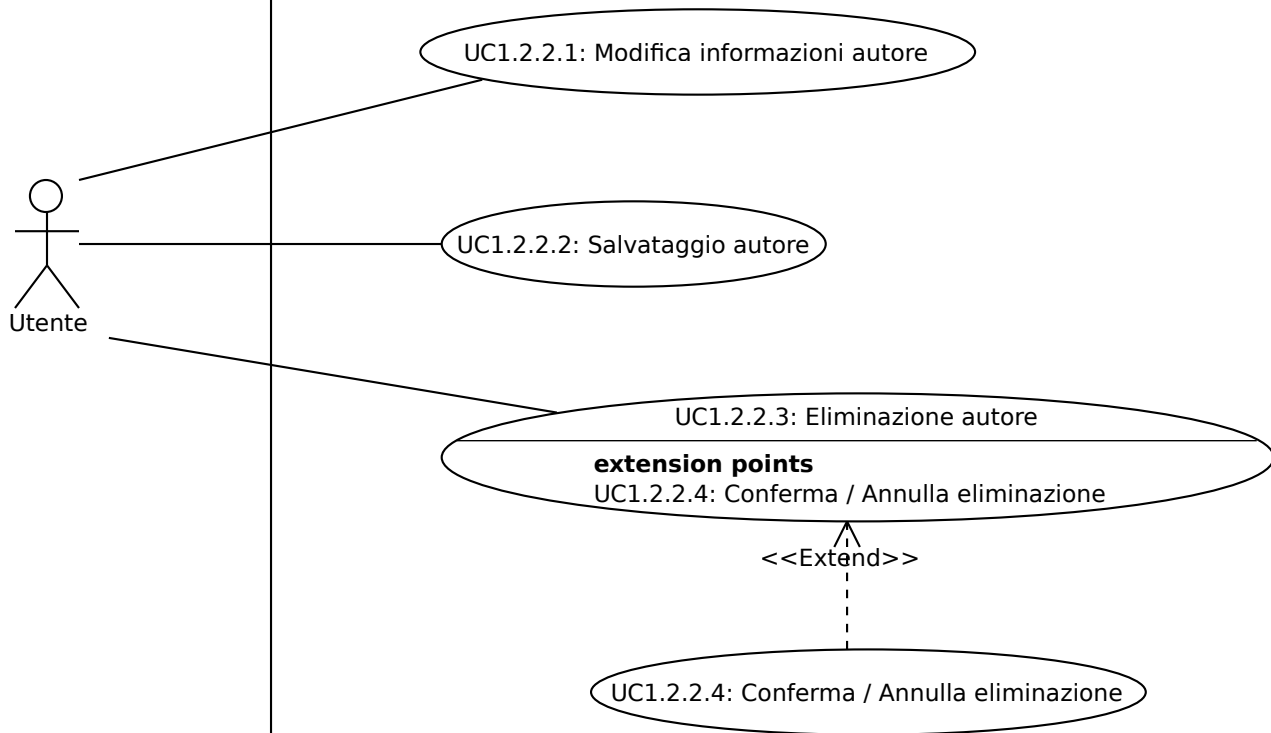 UC1.2.2.1: Modifica informazioni autore
UC1.2.2.2: Salvataggio autore
Utente
UC1.2.2.3: Eliminazione autore
extension points
UC1.2.2.4: Conferma / Annulla eliminazione
<<Extend>>
UC1.2.2.4: Conferma / Annulla eliminazione